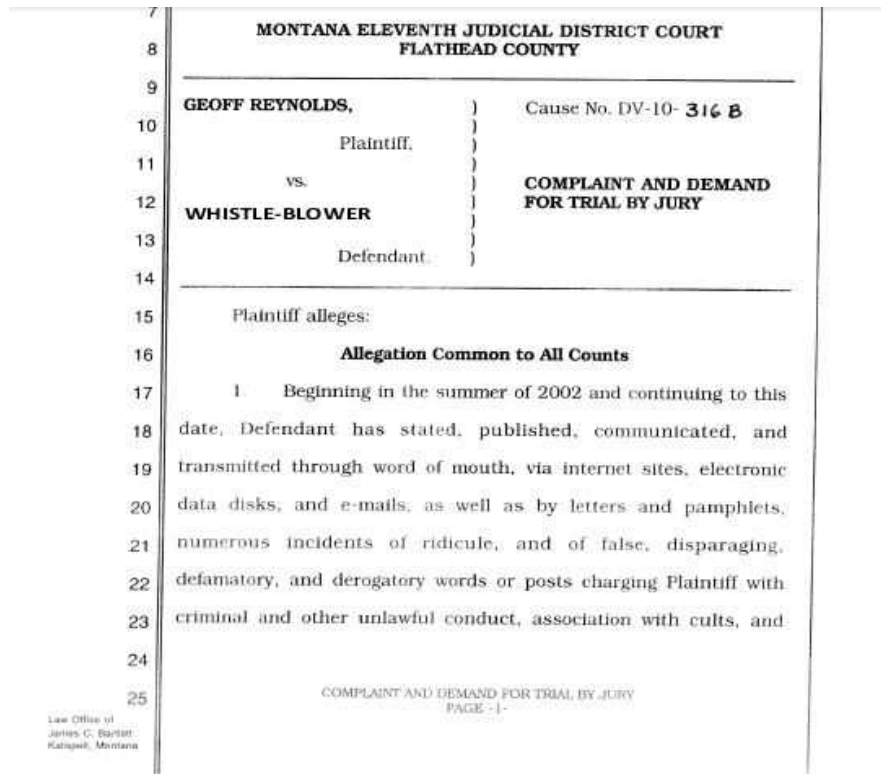 7
8 MONTANA ELEVENTH JUDICIAL DISTRICT COURT
FLATHEAD COUNTY
9
GEOFF REYNOLDS, ) Cause No. DV-10- 316 B
10 )
Plaintiff, )
11 )
vs. ) COMPLAINT AND DEMAND
12 WHISTLE-BLOWER ) FOR TRIAL BY JURY
)
13 )
Defendant. )
14
15 Plaintiff alleges:
16 Allegation Common to All Counts
17 1 Beginning in the summer of 2002 and continuing to this
18 date, Defendant has stated, published, communicated, and
19 transmitted through word of mouth, via internet sites, electronic
20 data disks, and e-mails, as well as by letters and pamphlets,
21 numerous incidents of ridicule, and of false, disparaging,
22 defamatory, and derogatory words or posts charging Plaintiff with
23 criminal and other unlawful conduct, association with cults, and
24
25 COMPLAINT AND DEMAND FOR TRIAL BY JURY
PAGE -1-
Law Office of
James C. Bartlett
Kalispell, Montana